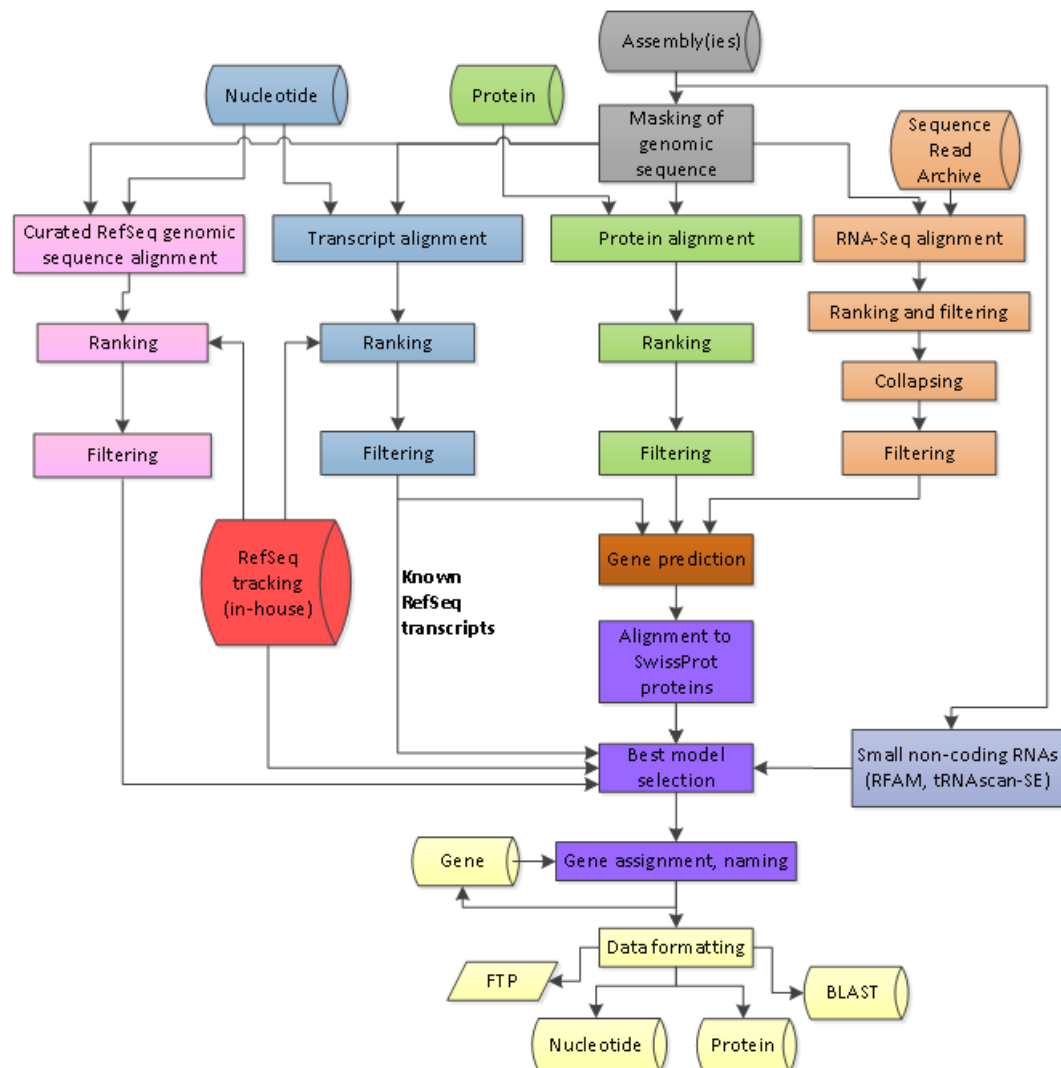 Assembly(ies)
Nucleotide
Protein
Masking of
genomic
sequence
Sequence
Read
Archive
Curated RefSeq genomic
sequence alignment
Transcript alignment
Protein alignment
RNA-Seq alignment
Ranking
Ranking
Ranking
Ranking and filtering
Collapsing
Filtering
Filtering
Filtering
Filtering
RefSeq
tracking
(in-house)
Known
RefSeq
transcripts
Gene prediction
Alignment to
SwissProt
proteins
Best model
selection
Small non-coding RNAs
(RFAM, tRNAscan-SE)
Gene
Gene assignment, naming
Data formatting
FTP
BLAST
Nucleotide
Protein